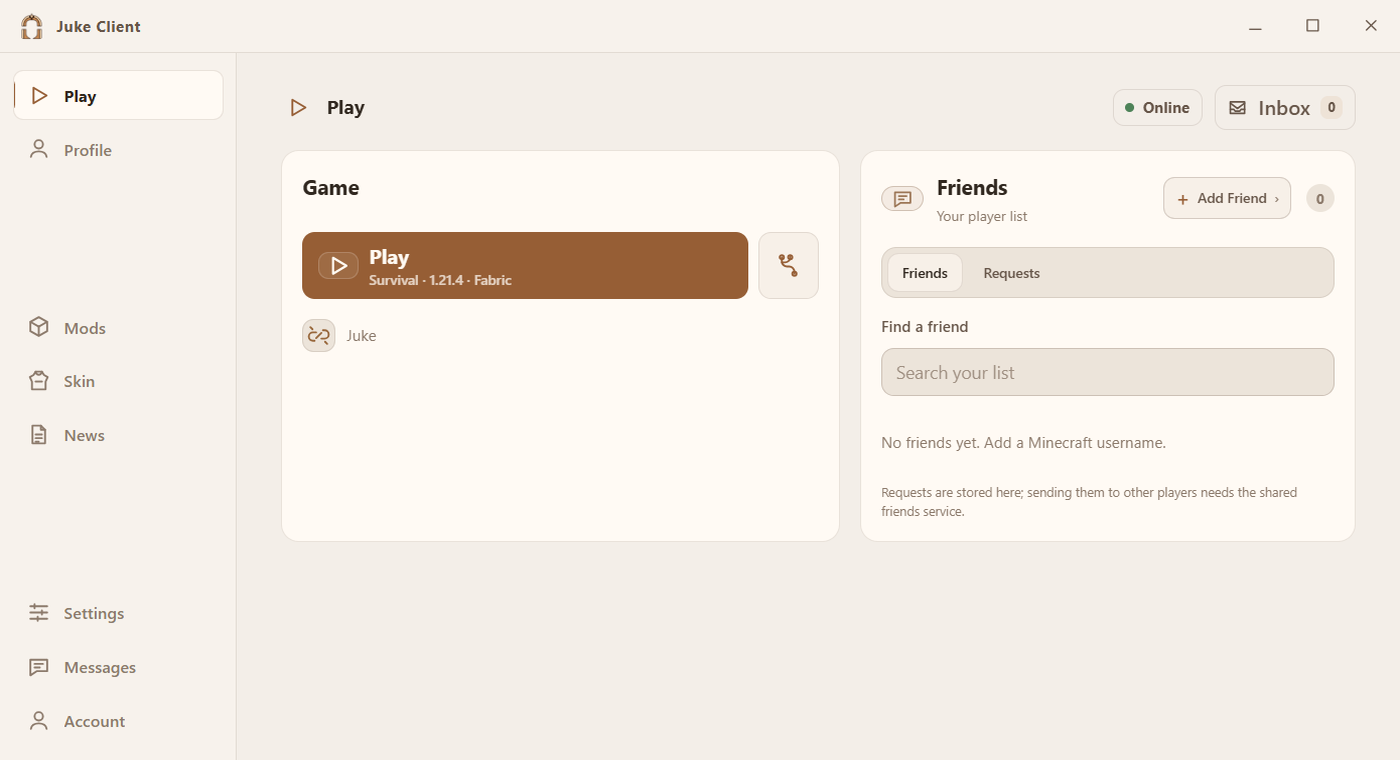 Juke Client
Play
Profile
Mods
Skin
News
Settings
Messages
Account
Play
Online
Inbox 0
Game
Play
Survival · 1.21.4 · Fabric
Juke
Friends
Your player list
+ Add Friend ›
0
Friends
Requests
Find a friend
Search your list
No friends yet. Add a Minecraft username.
Requests are stored here; sending them to other players needs the shared
friends service.